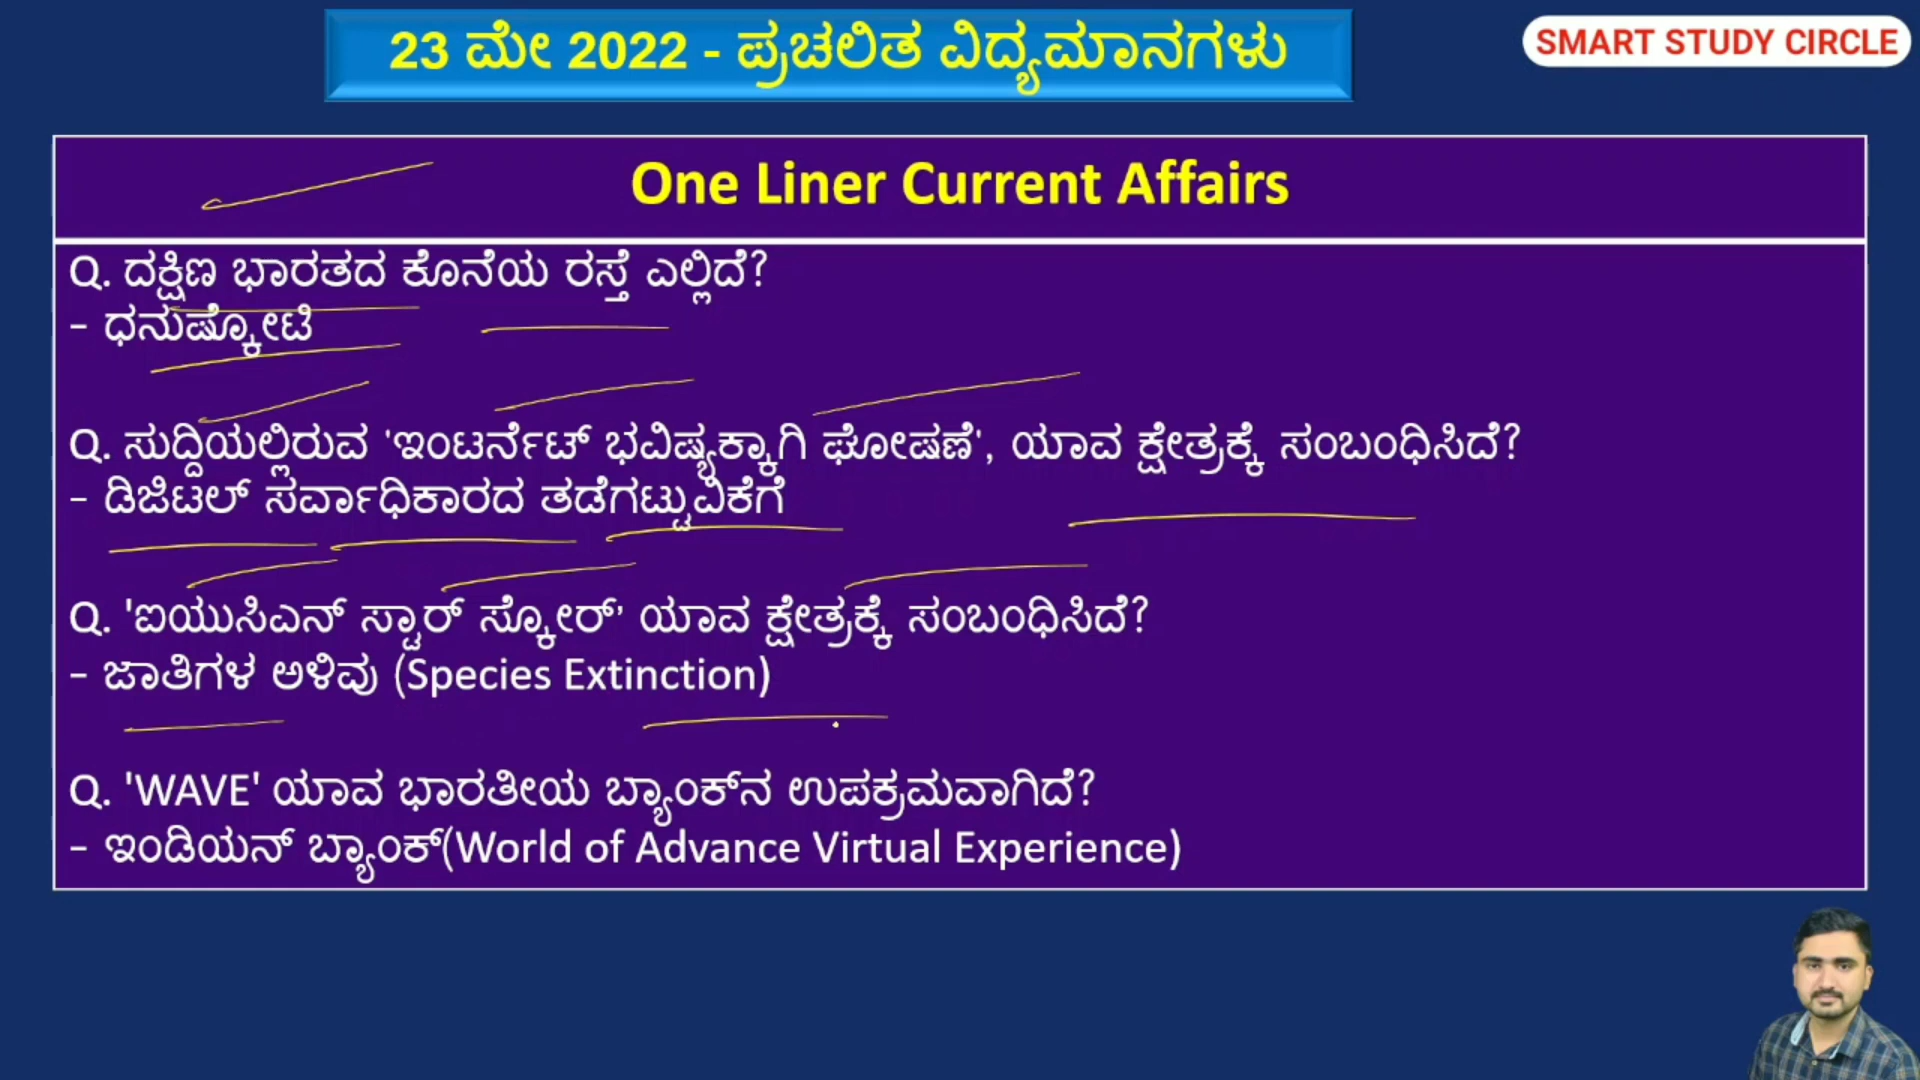 23 ಮೇ 2022 - ಪ್ರಚಲಿತ ವಿದ್ಯಮಾನಗಳು
SMART STUDY CIRCLE
One Liner Current Affairs
Q. ದಕ್ಷಿಣ ಭಾರತದ ಕೊನೆಯ ರಸ್ತೆ ಎಲ್ಲಿದೆ?
- ಧನುಷ್ಕೋಟಿ
Q. ಸುದ್ದಿಯಲ್ಲಿರುವ 'ಇಂಟರ್ನೆಟ್ ಭವಿಷ್ಯಕ್ಕಾಗಿ ಘೋಷಣೆ', ಯಾವ ಕ್ಷೇತ್ರಕ್ಕೆ ಸಂಬಂಧಿಸಿದೆ?
- ಡಿಜಿಟಲ್ ಸರ್ವಾಧಿಕಾರದ ತಡೆಗಟ್ಟುವಿಕೆಗೆ
Q. 'ಐಯುಸಿಎನ್ ಸ್ಟಾರ್ ಸ್ಕೋರ್’ ಯಾವ ಕ್ಷೇತ್ರಕ್ಕೆ ಸಂಬಂಧಿಸಿದೆ?
- ಜಾತಿಗಳ ಅಳಿವು (Species Extinction)
Q. 'WAVE' ಯಾವ ಭಾರತೀಯ ಬ್ಯಾಂಕ್‌ನ ಉಪಕ್ರಮವಾಗಿದೆ?
- ಇಂಡಿಯನ್ ಬ್ಯಾಂಕ್(World of Advance Virtual Experience)